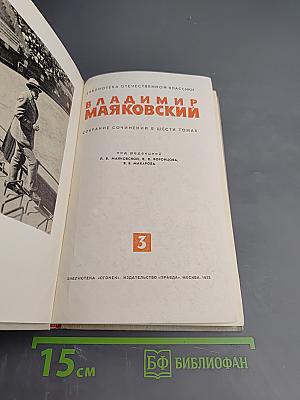 БИБЛИОТЕКА ОТЕЧЕСТВЕННОЙ КЛАССИКИ
ВЛАДИМИР
МАЯКОВСКИЙ
СОБРАНИЕ СОЧИНЕНИЙ В ШЕСТИ ТОМАХ
под редакцией
Л. В. МАЯКОВСКОЙ, В. В. ВОРОНЦОВА,
В. В. МАКАРОВА
3
БИБЛИОТЕКА «ОГОНЕК». ИЗДАТЕЛЬСТВО «ПРАВДА». МОСКВА. 1973
15 см
БФ БИБЛИОФАН